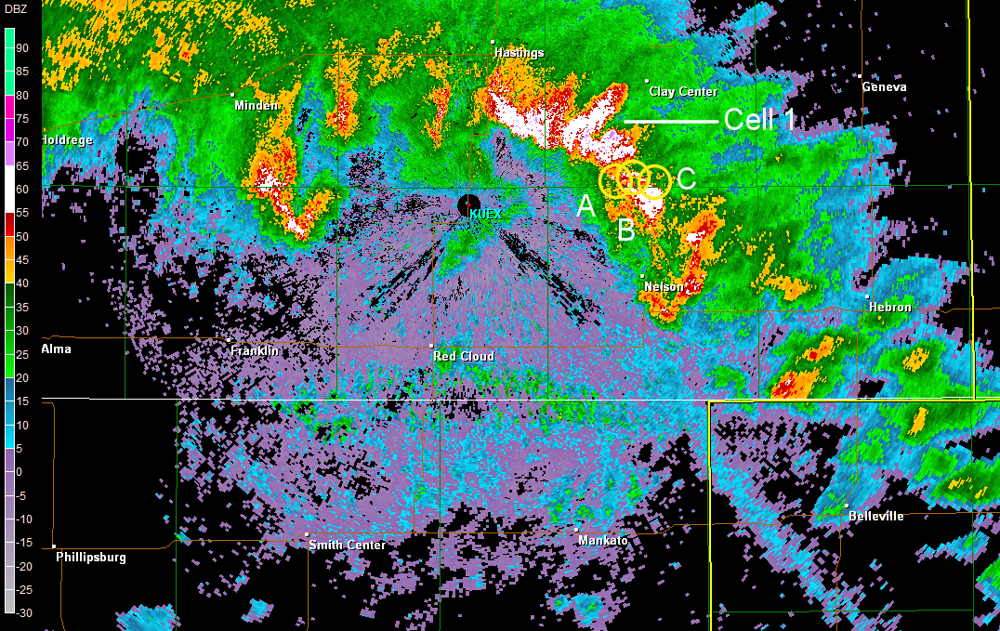 DBZ
90
85
80
75
70
65
60
55
50
45
40
35
30
25
20
15
10
5
0
-5
-10
-15
-20
-25
-30
Hastings
Clay Center
Geneva
Minden
Cell 1
Holdrege
A
B
C
KUEX
Nelson
Hebron
Alma
Franklin
Red Cloud
Belleville
Smith Center
Mankato
Phillipsburg